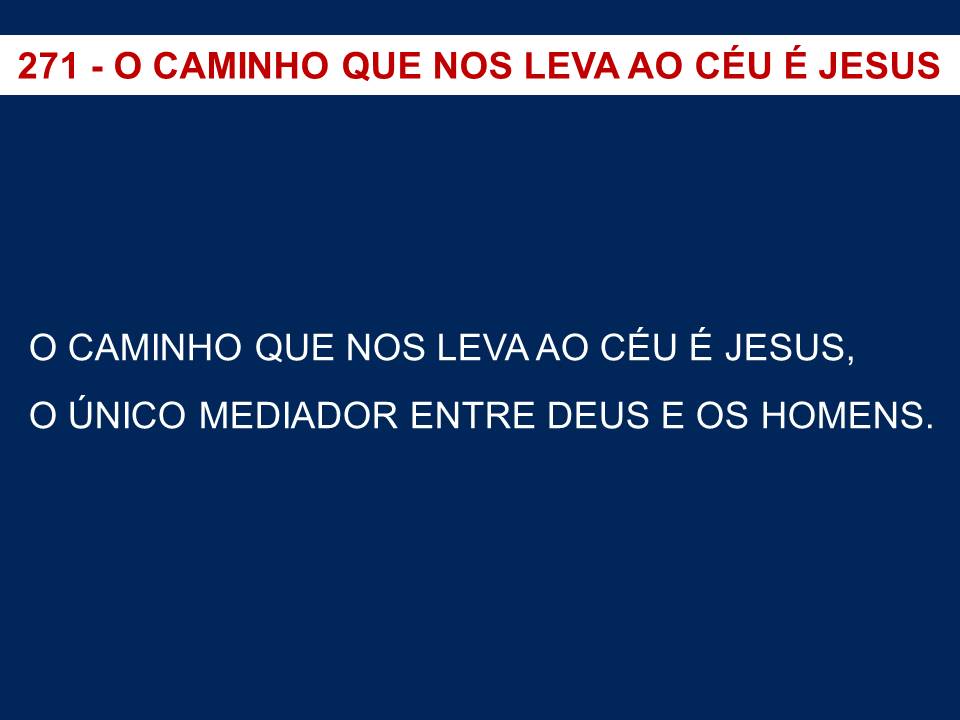 271 - O CAMINHO QUE NOS LEVA AO CÉU É JESUS
O CAMINHO QUE NOS LEVA AO CÉU É JESUS,
O ÚNICO MEDIADOR ENTRE DEUS E OS HOMENS.